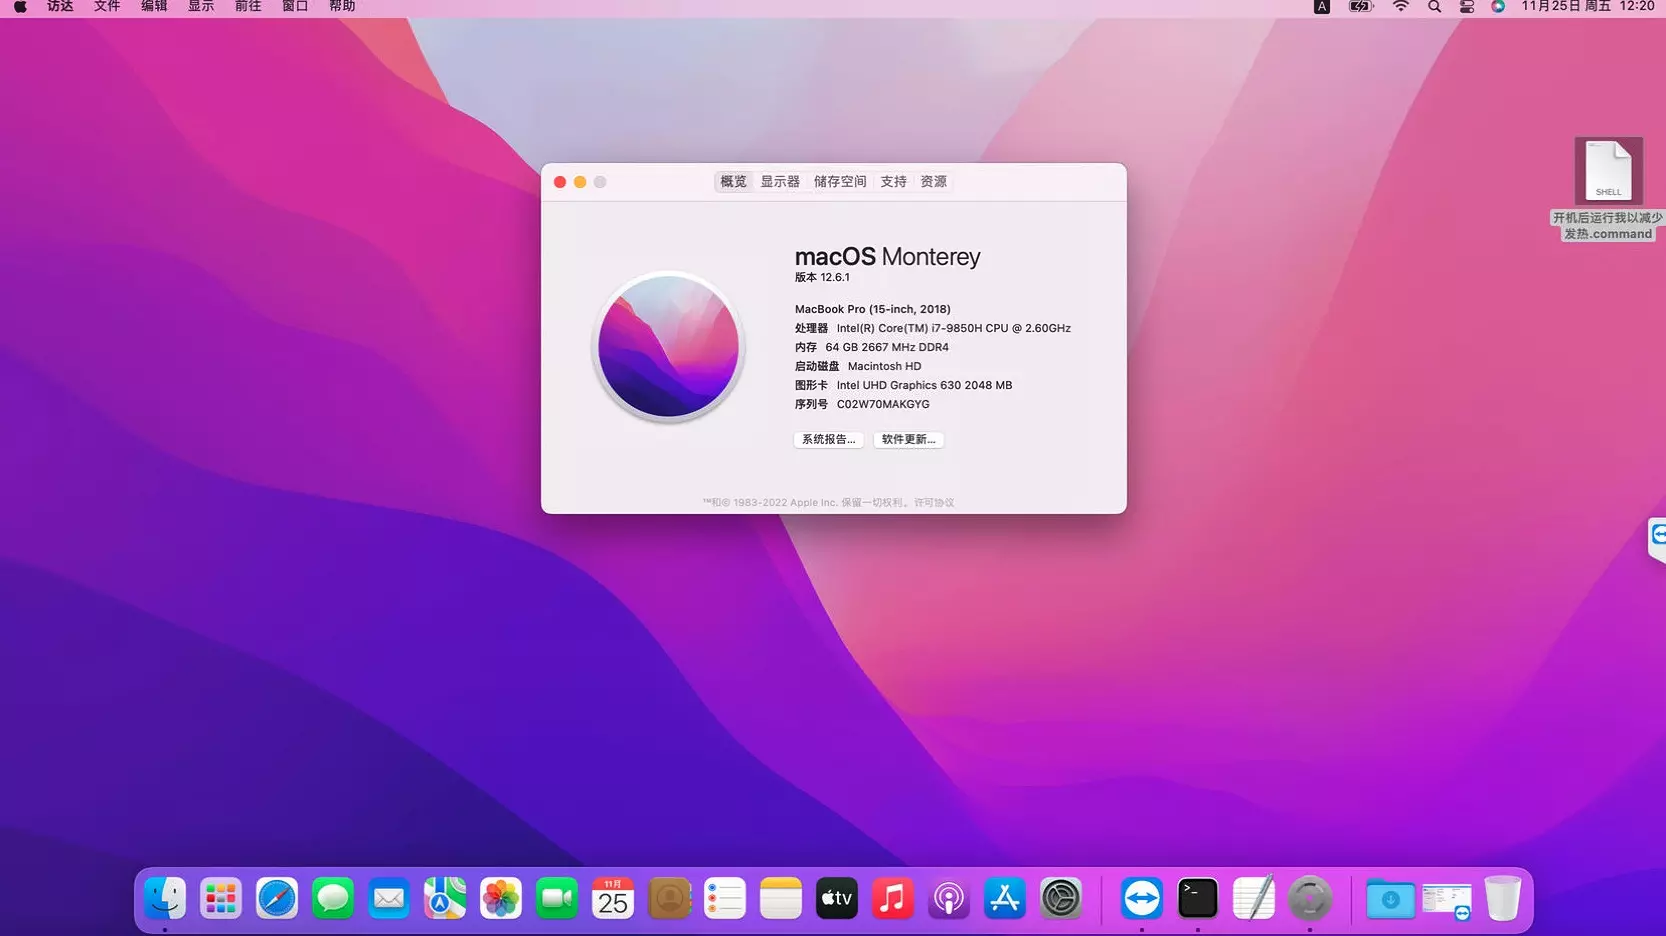 访达 文件 编辑 显示 前往 窗口 帮助
A 11月25日 周五 12:20
SHELL
开机后运行我以减少
发热.command
概览 显示器 储存空间 支持 资源
macOS Monterey
版本 12.6.1
MacBook Pro (15-inch, 2018)
处理器 Intel(R) Core(TM) i7-9850H CPU @ 2.60GHz
内存 64 GB 2667 MHz DDR4
启动磁盘 Macintosh HD
图形卡 Intel UHD Graphics 630 2048 MB
序列号 C02W70MAKGYG
系统报告... 软件更新...
™和© 1983-2022 Apple Inc. 保留一切权利。许可协议
11月
25
tv
>_